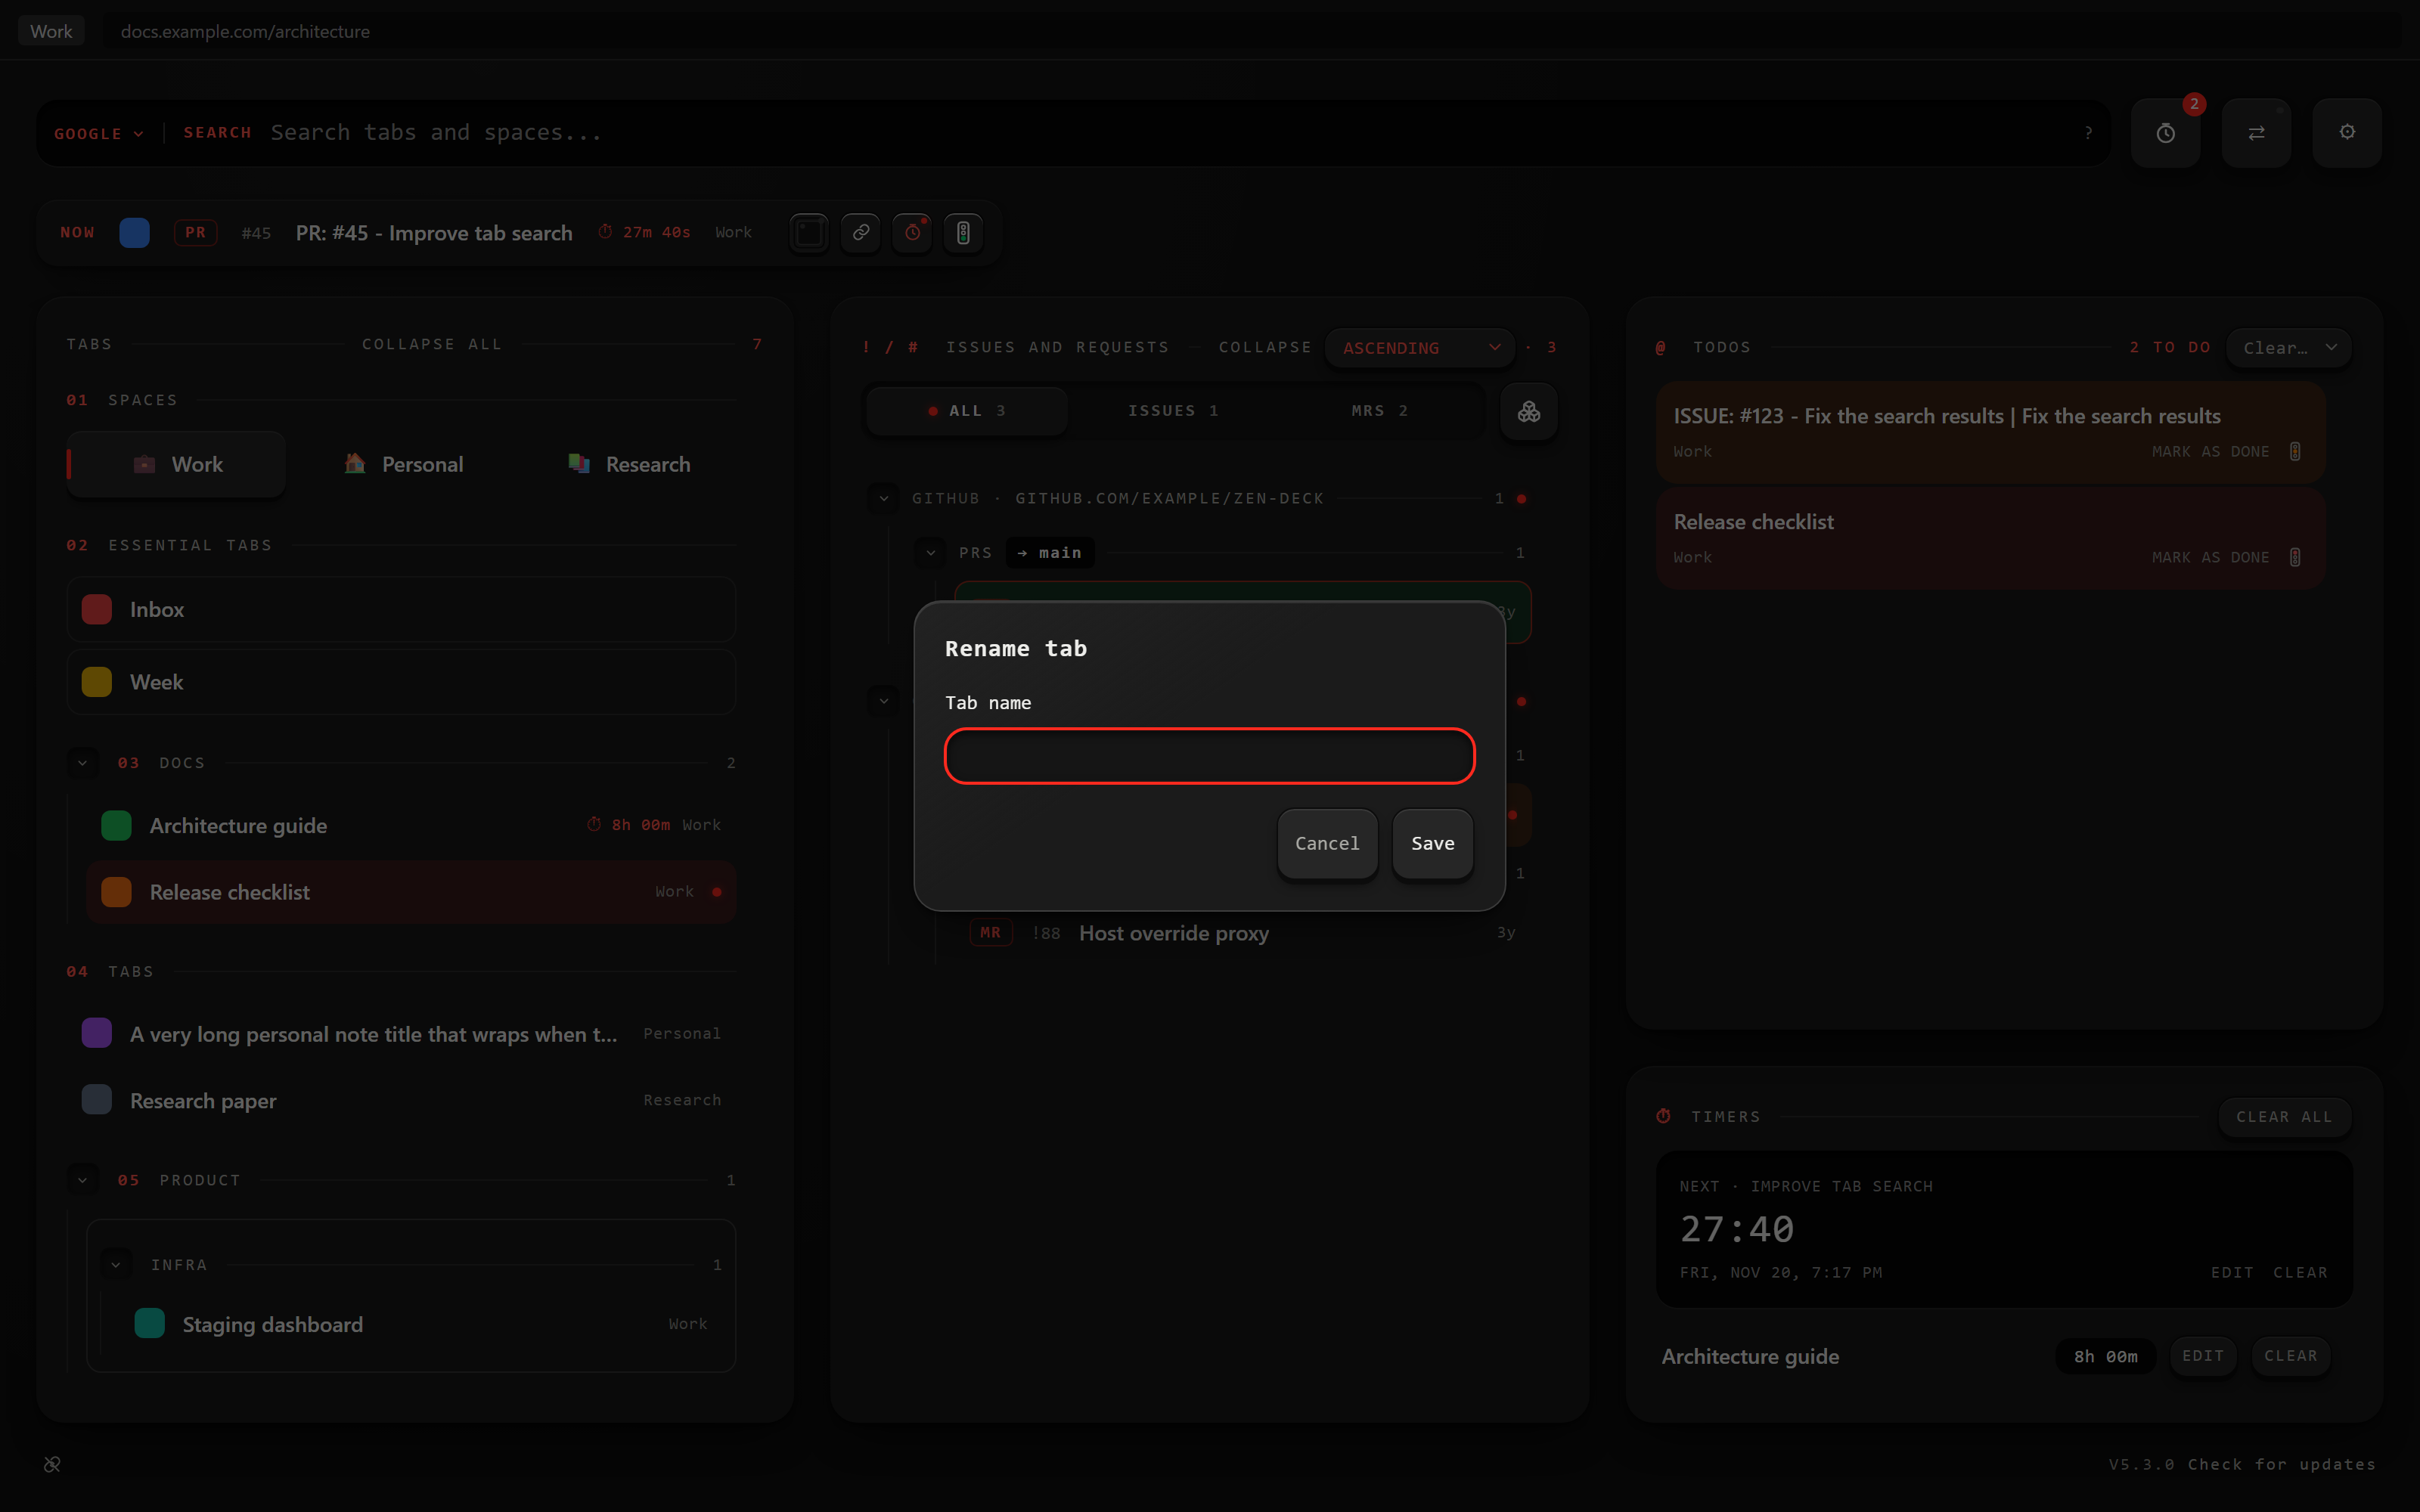 Work docs.example.com/architecture
GOOGLE SEARCH Search tabs and spaces... ?
2
NOW PR #45 PR: #45 - Improve tab search 27m 40s Work
TABS COLLAPSE ALL 7
01 SPACES
Work Personal Research
02 ESSENTIAL TABS
Inbox
Week
03 DOCS 2
Architecture guide 8h 00m Work
Release checklist Work
04 TABS
A very long personal note title that wraps when t... Personal
Research paper Research
05 PRODUCT 1
INFRA 1
Staging dashboard Work
! / # ISSUES AND REQUESTS COLLAPSE ASCENDING · 3
ALL 3 ISSUES 1 MRS 2
GITHUB · GITHUB.COM/EXAMPLE/ZEN-DECK 1
PRS → main 1
3y
Rename tab
Tab name
1
Cancel Save
1
MR !88 Host override proxy 3y
@ TODOS 2 TO DO Clear...
ISSUE: #123 - Fix the search results | Fix the search results
Work MARK AS DONE
Release checklist
Work MARK AS DONE
TIMERS CLEAR ALL
NEXT · IMPROVE TAB SEARCH
27:40
FRI, NOV 20, 7:17 PM EDIT CLEAR
Architecture guide 8h 00m EDIT CLEAR
V5.3.0 Check for updates